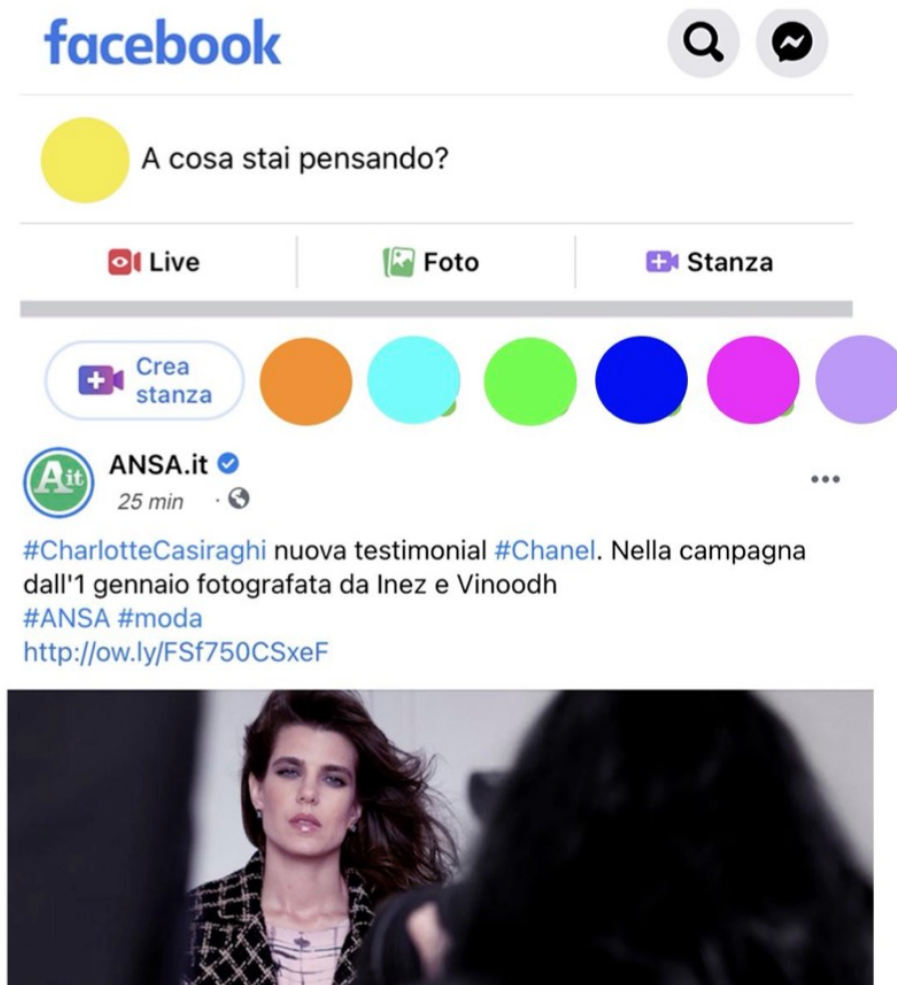 facebook
A cosa stai pensando?
Live
Foto
Stanza
Crea
stanza
Ait
ANSA.it
25 min ·
#CharlotteCasiraghi nuova testimonial #Chanel. Nella campagna
dall'1 gennaio fotografata da Inez e Vinoodh
#ANSA #moda
http://ow.ly/FSf750CSxeF